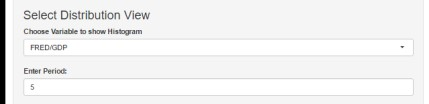 Select Distribution View
Choose Variable to show Histogram
FRED/GDP
Enter Period:
5